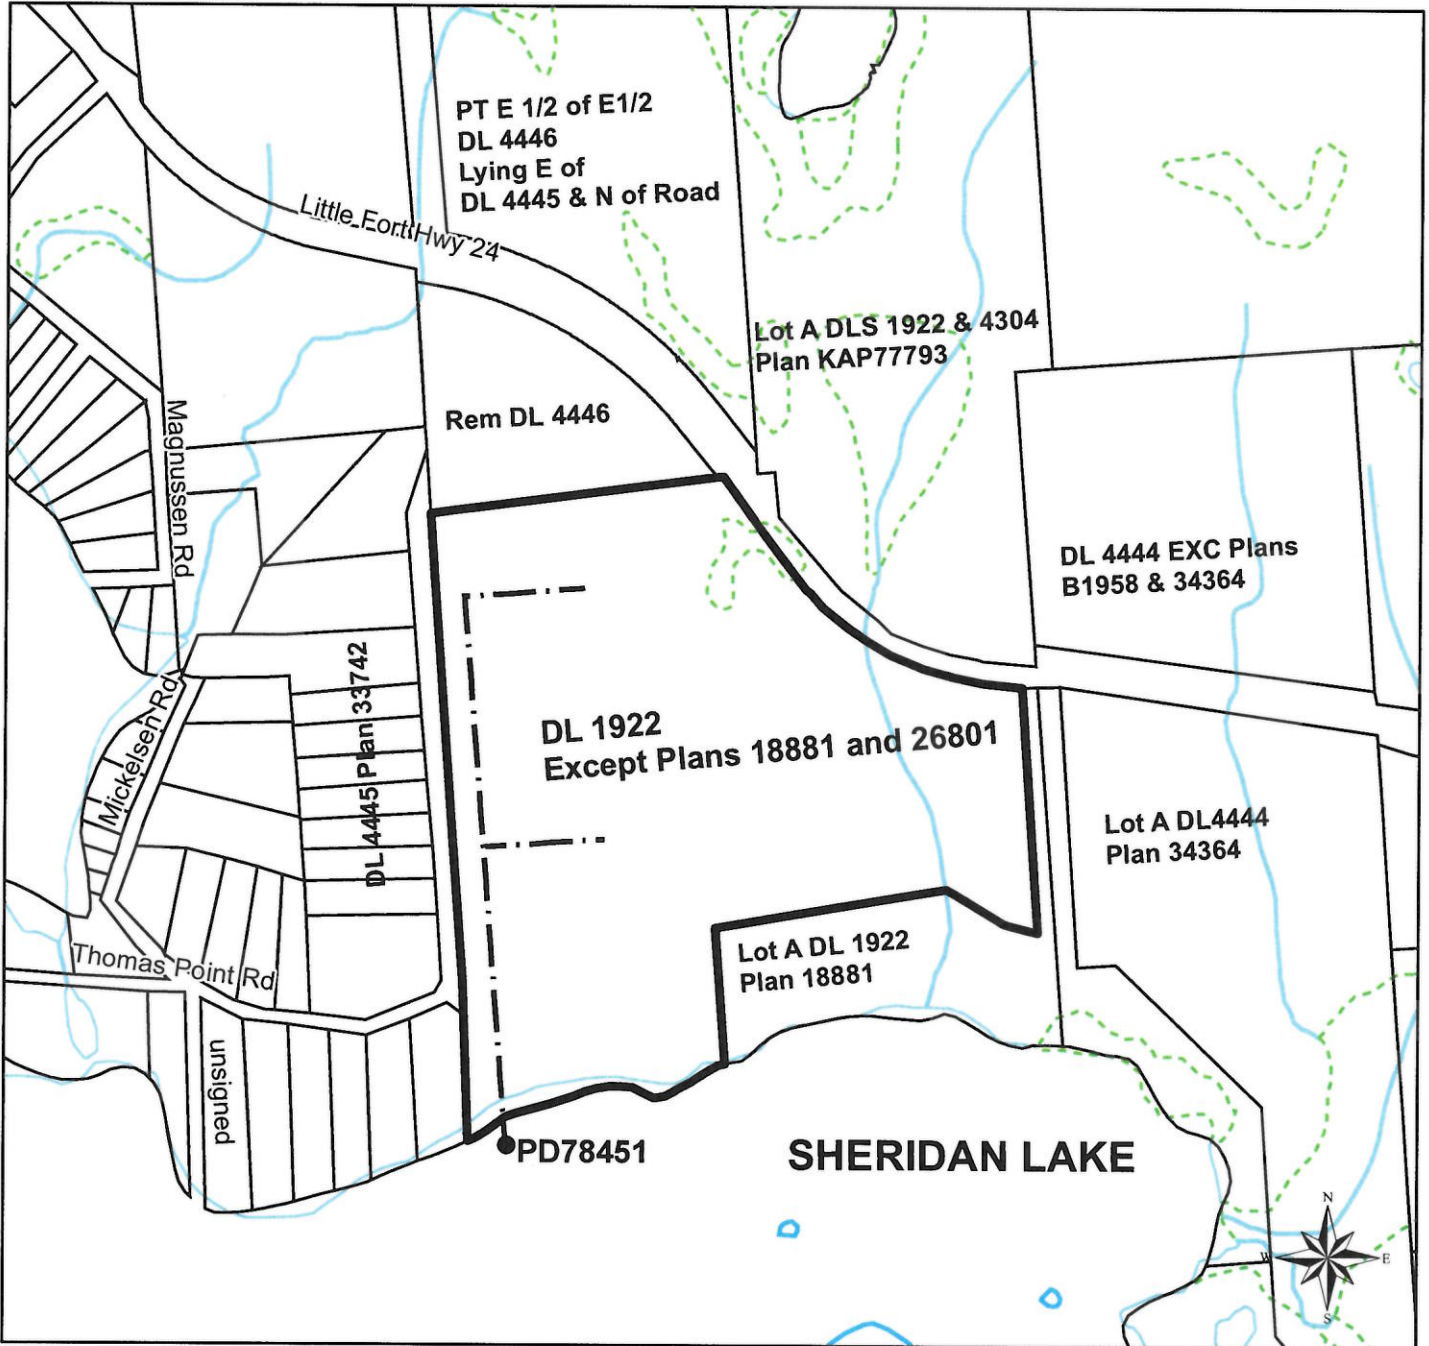 PT E 1/2 of E1/2
DL 4446
Lying E of
DL 4445 & N of Road
Little Fort Hwy 24
Lot A DLS 1922 & 4304
Plan KAP77793
Rem DL 4446
Magnussen Rd
DL 4444 EXC Plans
B1958 & 34364
DL 4445 Plan 33742
Mickelsen Rd
DL 1922
Except Plans 18881 and 26801
Lot A DL4444
Plan 34364
Lot A DL 1922
Plan 18881
Thomas Point Rd
unsigned
PD78451
SHERIDAN LAKE
N
W
E
S